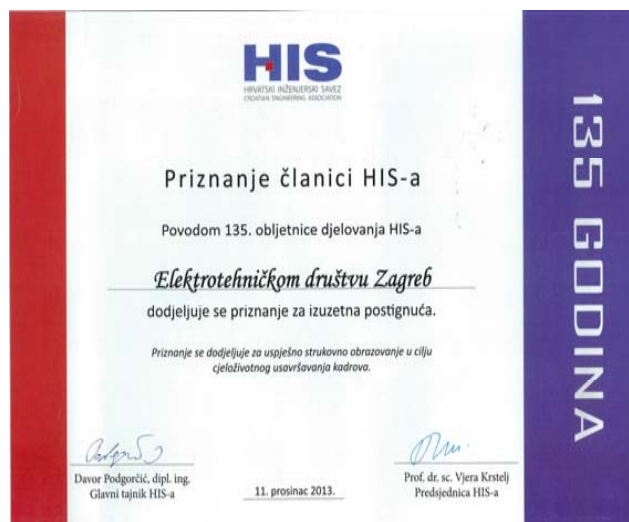 HIS
HRVATSKI INŽENJERSKI SAVEZ
CROATIAN ENGINEERING ASSOCIATION
Priznanje članici HIS-a
Povodom 135. obljetnice djelovanja HIS-a
Elektrotehničkom društvu Zagreb
dodjeljuje se priznanje za izuzetna postignuća.
Priznanje se dodjeljuje za uspješno strukovno obrazovanje u cilju
cjeloživotnog usavršavanja kadrova.
Davor Podgorčić, dipl. ing.
Glavni tajnik HIS-a
11. prosinac 2013.
Prof. dr. sc. Vjera Krstelj
Predsjednica HIS-a
135 GODINA